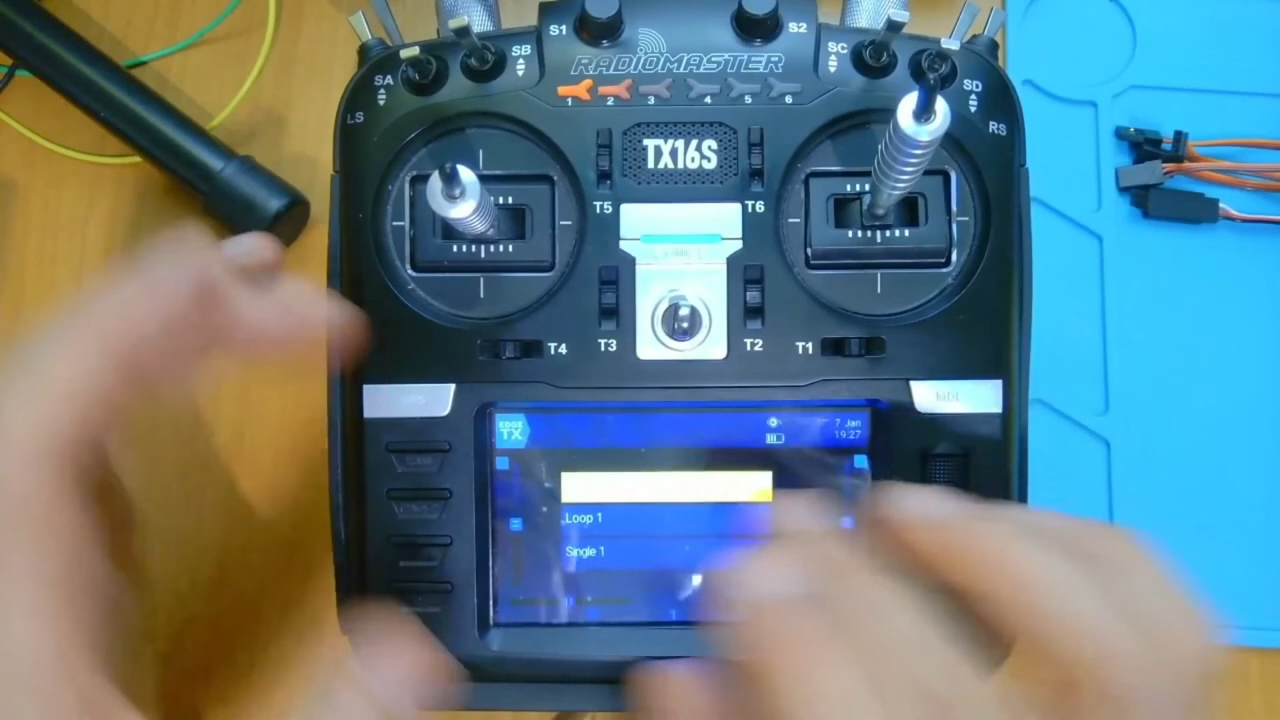 S1
S2
SB
SC
RADIOMASTER
SA
SD
1 2 3 4 5 6
LS
RS
TX16S
T5
T6
T3
T2
T4
T1
MDL
EDGE
TX
7 Jan
19:27
Loop 1
Single 1